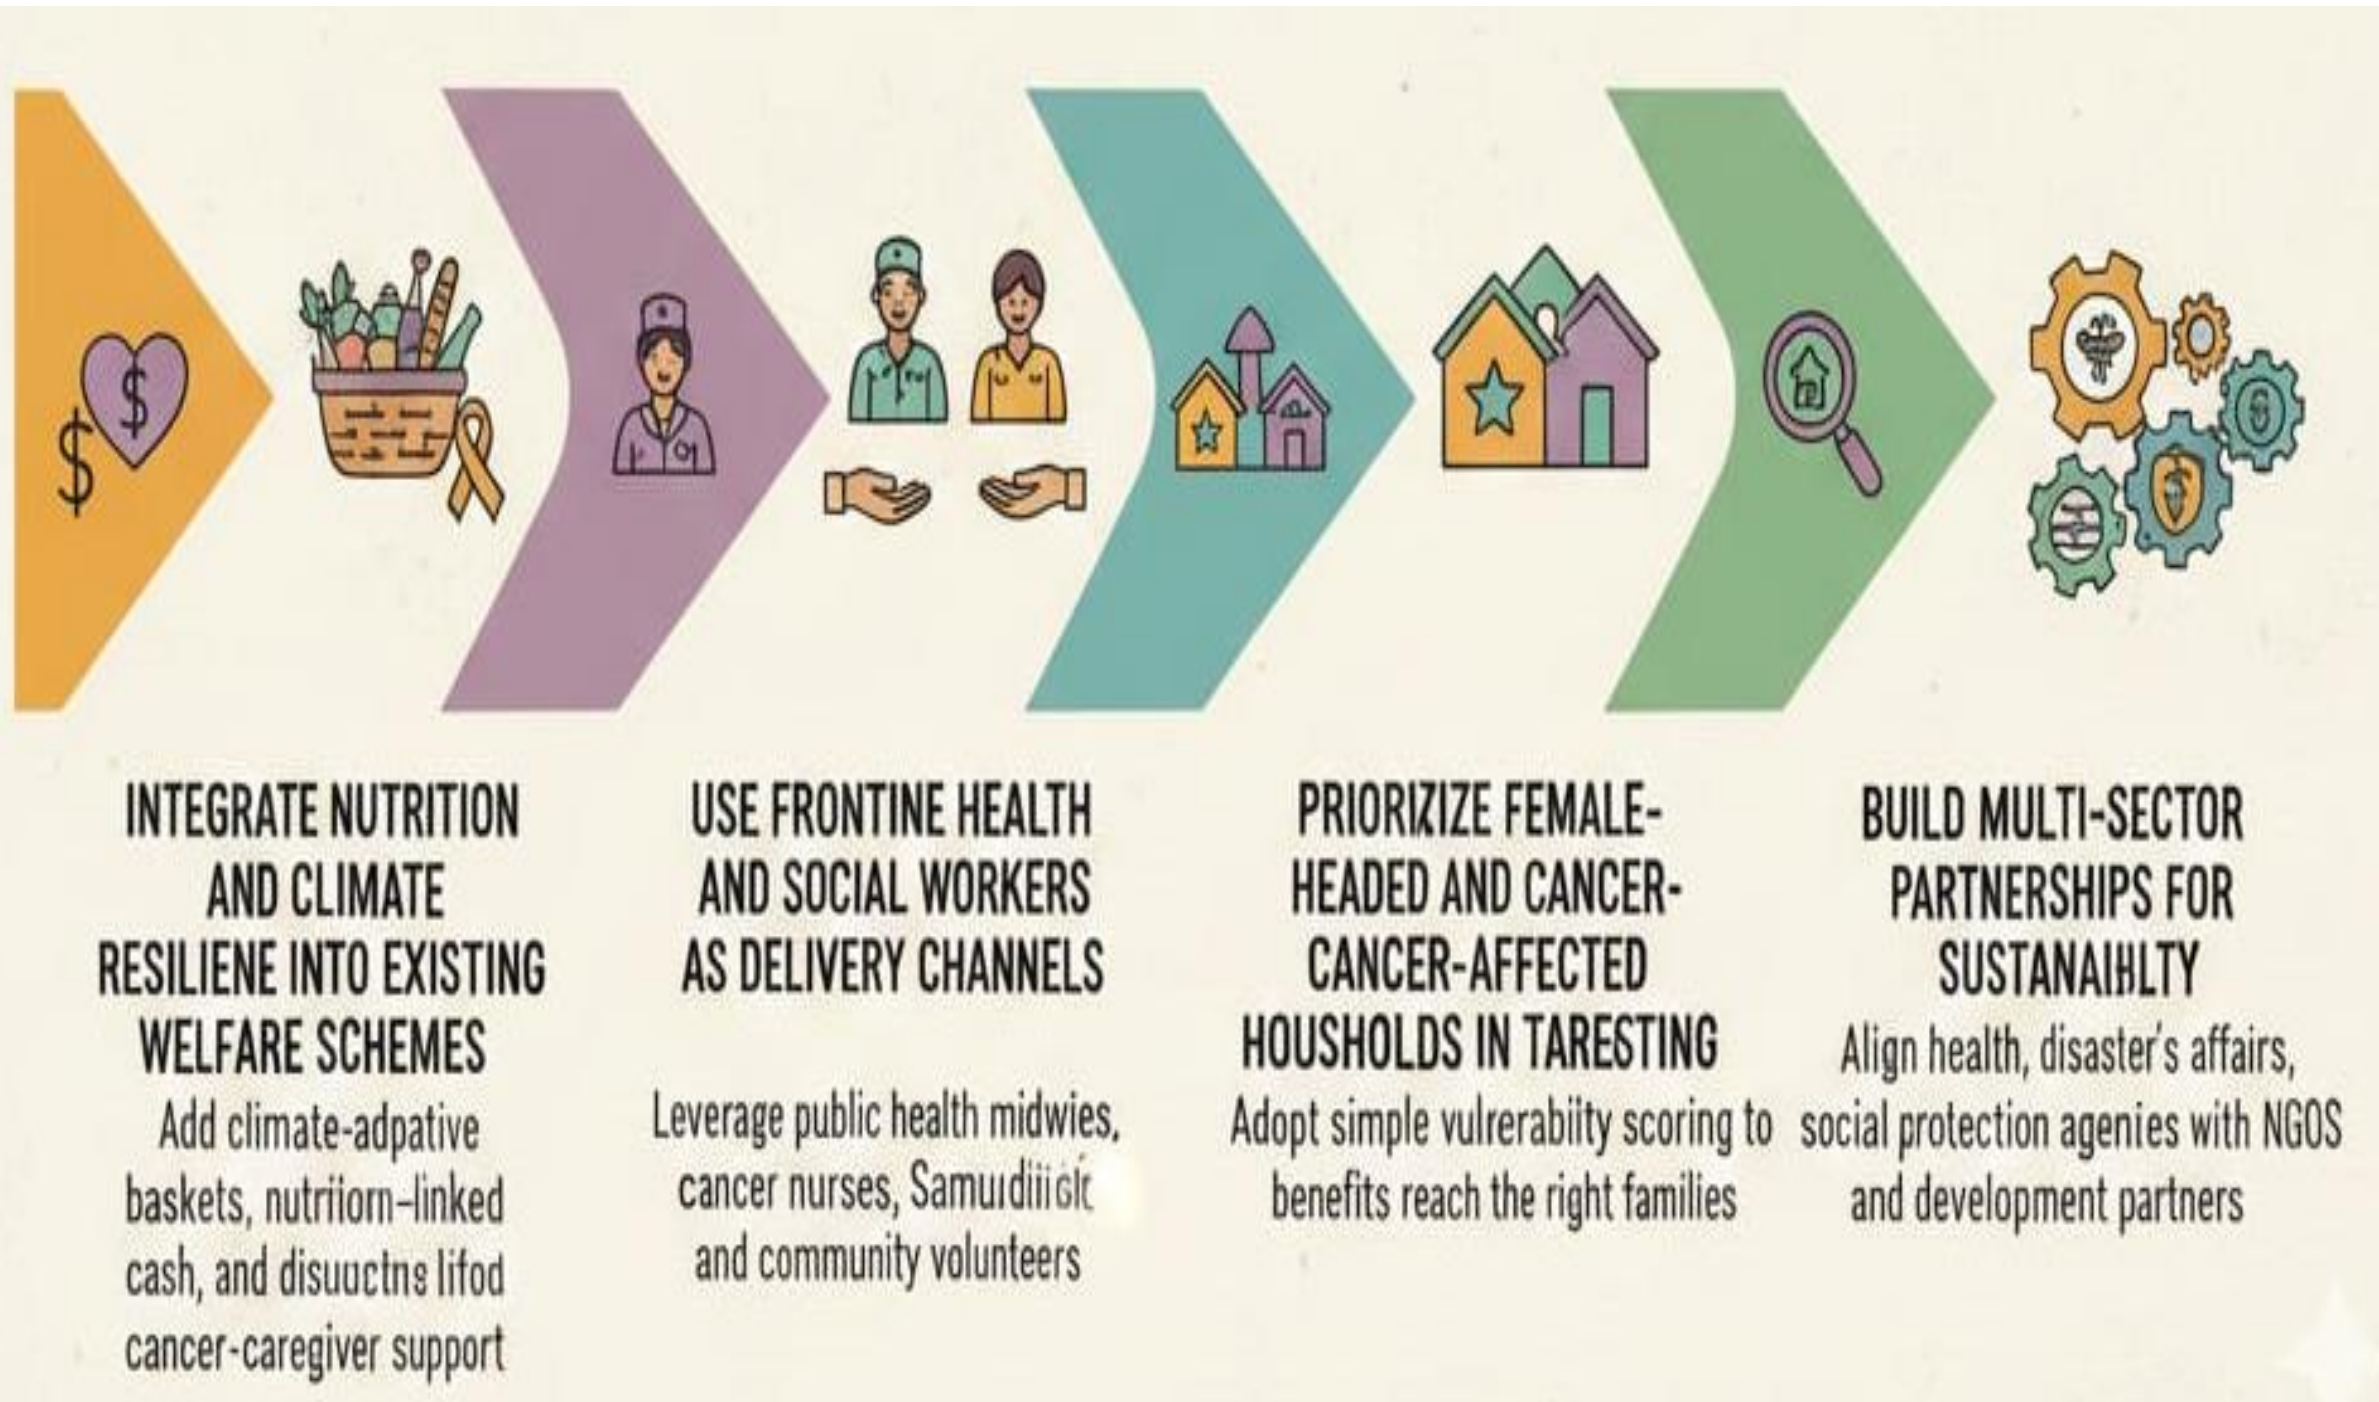 INTEGRATE NUTRITION
AND CLIMATE
RESILIENE INTO EXISTING
WELFARE SCHEMES
Add climate-adpative
baskets, nutriiorn-linked
cash, and lifod
cancer-caregiver support
USE FRONTINE HEALTH
AND SOCIAL WORKERS
AS DELIVERY CHANNELS
Leverage public health midwies,
cancer nurses,
and community volunteers
PRIORIZIZE FEMALE-
HEADED AND CANCER-
CANCER-AFFECTED
HOUSHOLDS IN TARESTING
Adopt simple vulrerabiity scoring to
benefits reach the right families
BUILD MULTI-SECTOR
PARTNERSHIPS FOR
Align health, disaster's affairs,
social protection agenies with NGOS
and development partners